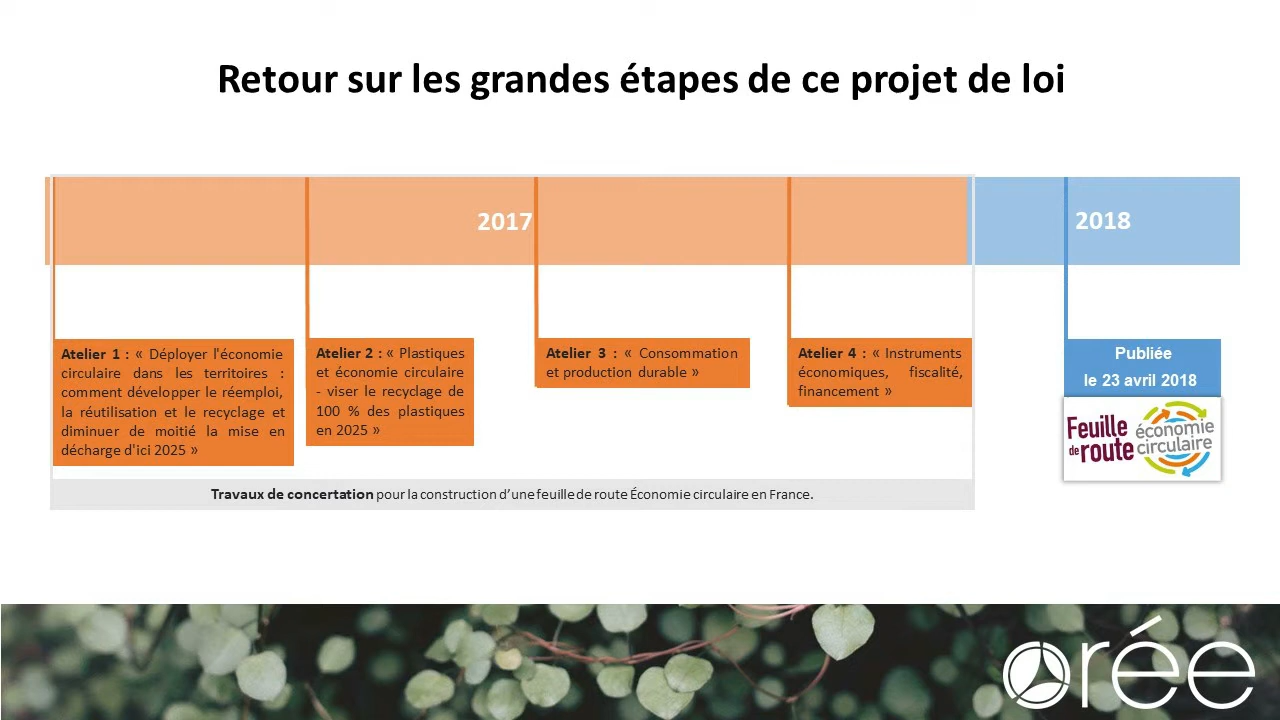 Retour sur les grandes étapes de ce projet de loi
2017
2018
Atelier 1 : « Déployer l'économie
circulaire dans les territoires :
comment développer le réemploi,
la réutilisation et le recyclage et
diminuer de moitié la mise en
décharge d'ici 2025 »
Atelier 2 : « Plastiques
et économie circulaire
- viser le recyclage de
100 % des plastiques
en 2025 »
Atelier 3 : « Consommation
et production durable »
Atelier 4 : « Instruments
économiques, fiscalité,
financement »
Publiée
le 23 avril 2018
Feuille
de route
économie
circulaire
Travaux de concertation pour la construction d’une feuille de route Économie circulaire en France.
orée